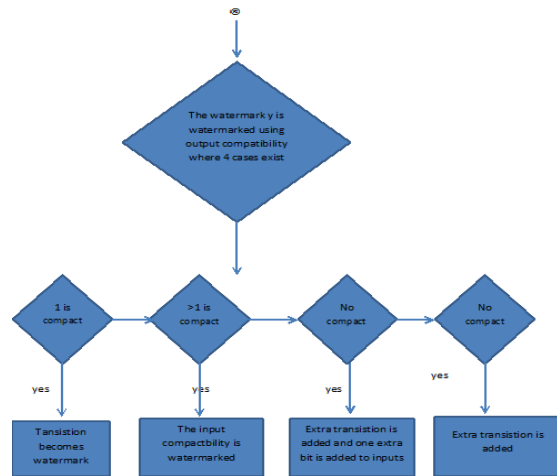 ®
The watermark y is
watermarked using
output compatibility
where 4 cases exist
1 is
compact
>1 is
compact
No
compact
No
compact
yes
yes
yes
yes
Tansistion
becomes
watermark
The input
compactbility is
watermarked
Extra transistion is
added and one extra
bit is added to inputs
Extra transistion is
added